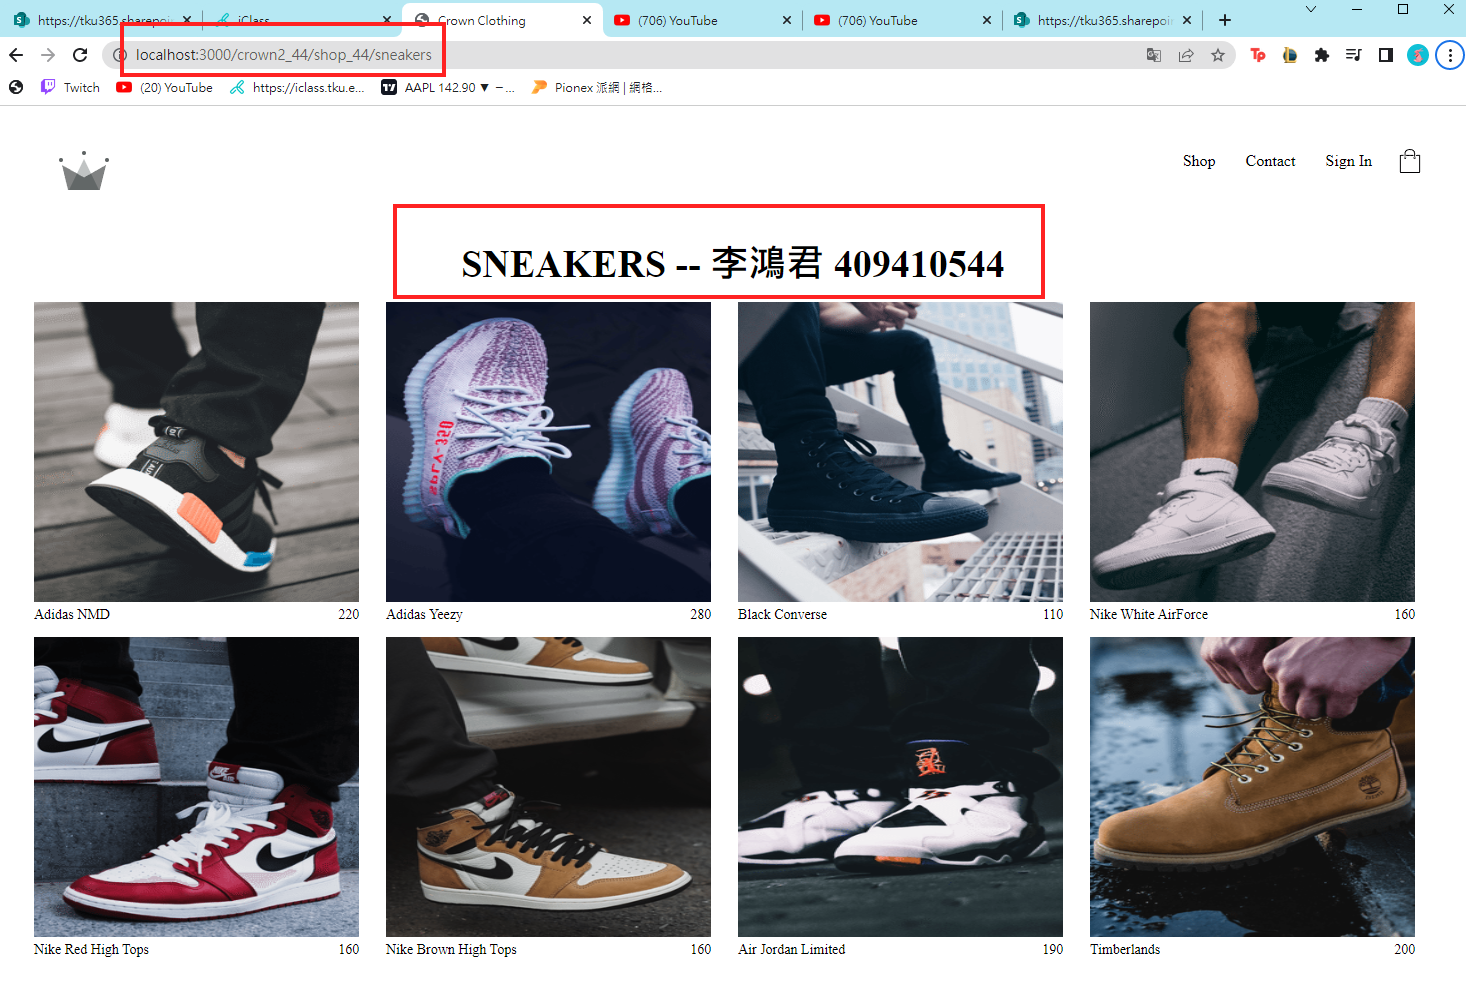 https://tku365.sharepoi
iClass
Crown Clothing
(706) YouTube
(706) YouTube
https://tku365.sharepoi
localhost:3000/crown2_44/shop_44/sneakers
Twitch
(20) YouTube
https://iclass.tku.e...
AAPL 142.90 ▼ −...
Pionex 派網 | 網格...
Shop
Contact
Sign In
SNEAKERS -- 李鴻君 409410544
Adidas NMD 220
Adidas Yeezy 280
Black Converse 110
Nike White AirForce 160
Nike Red High Tops 160
Nike Brown High Tops 160
Air Jordan Limited 190
Timberlands 200